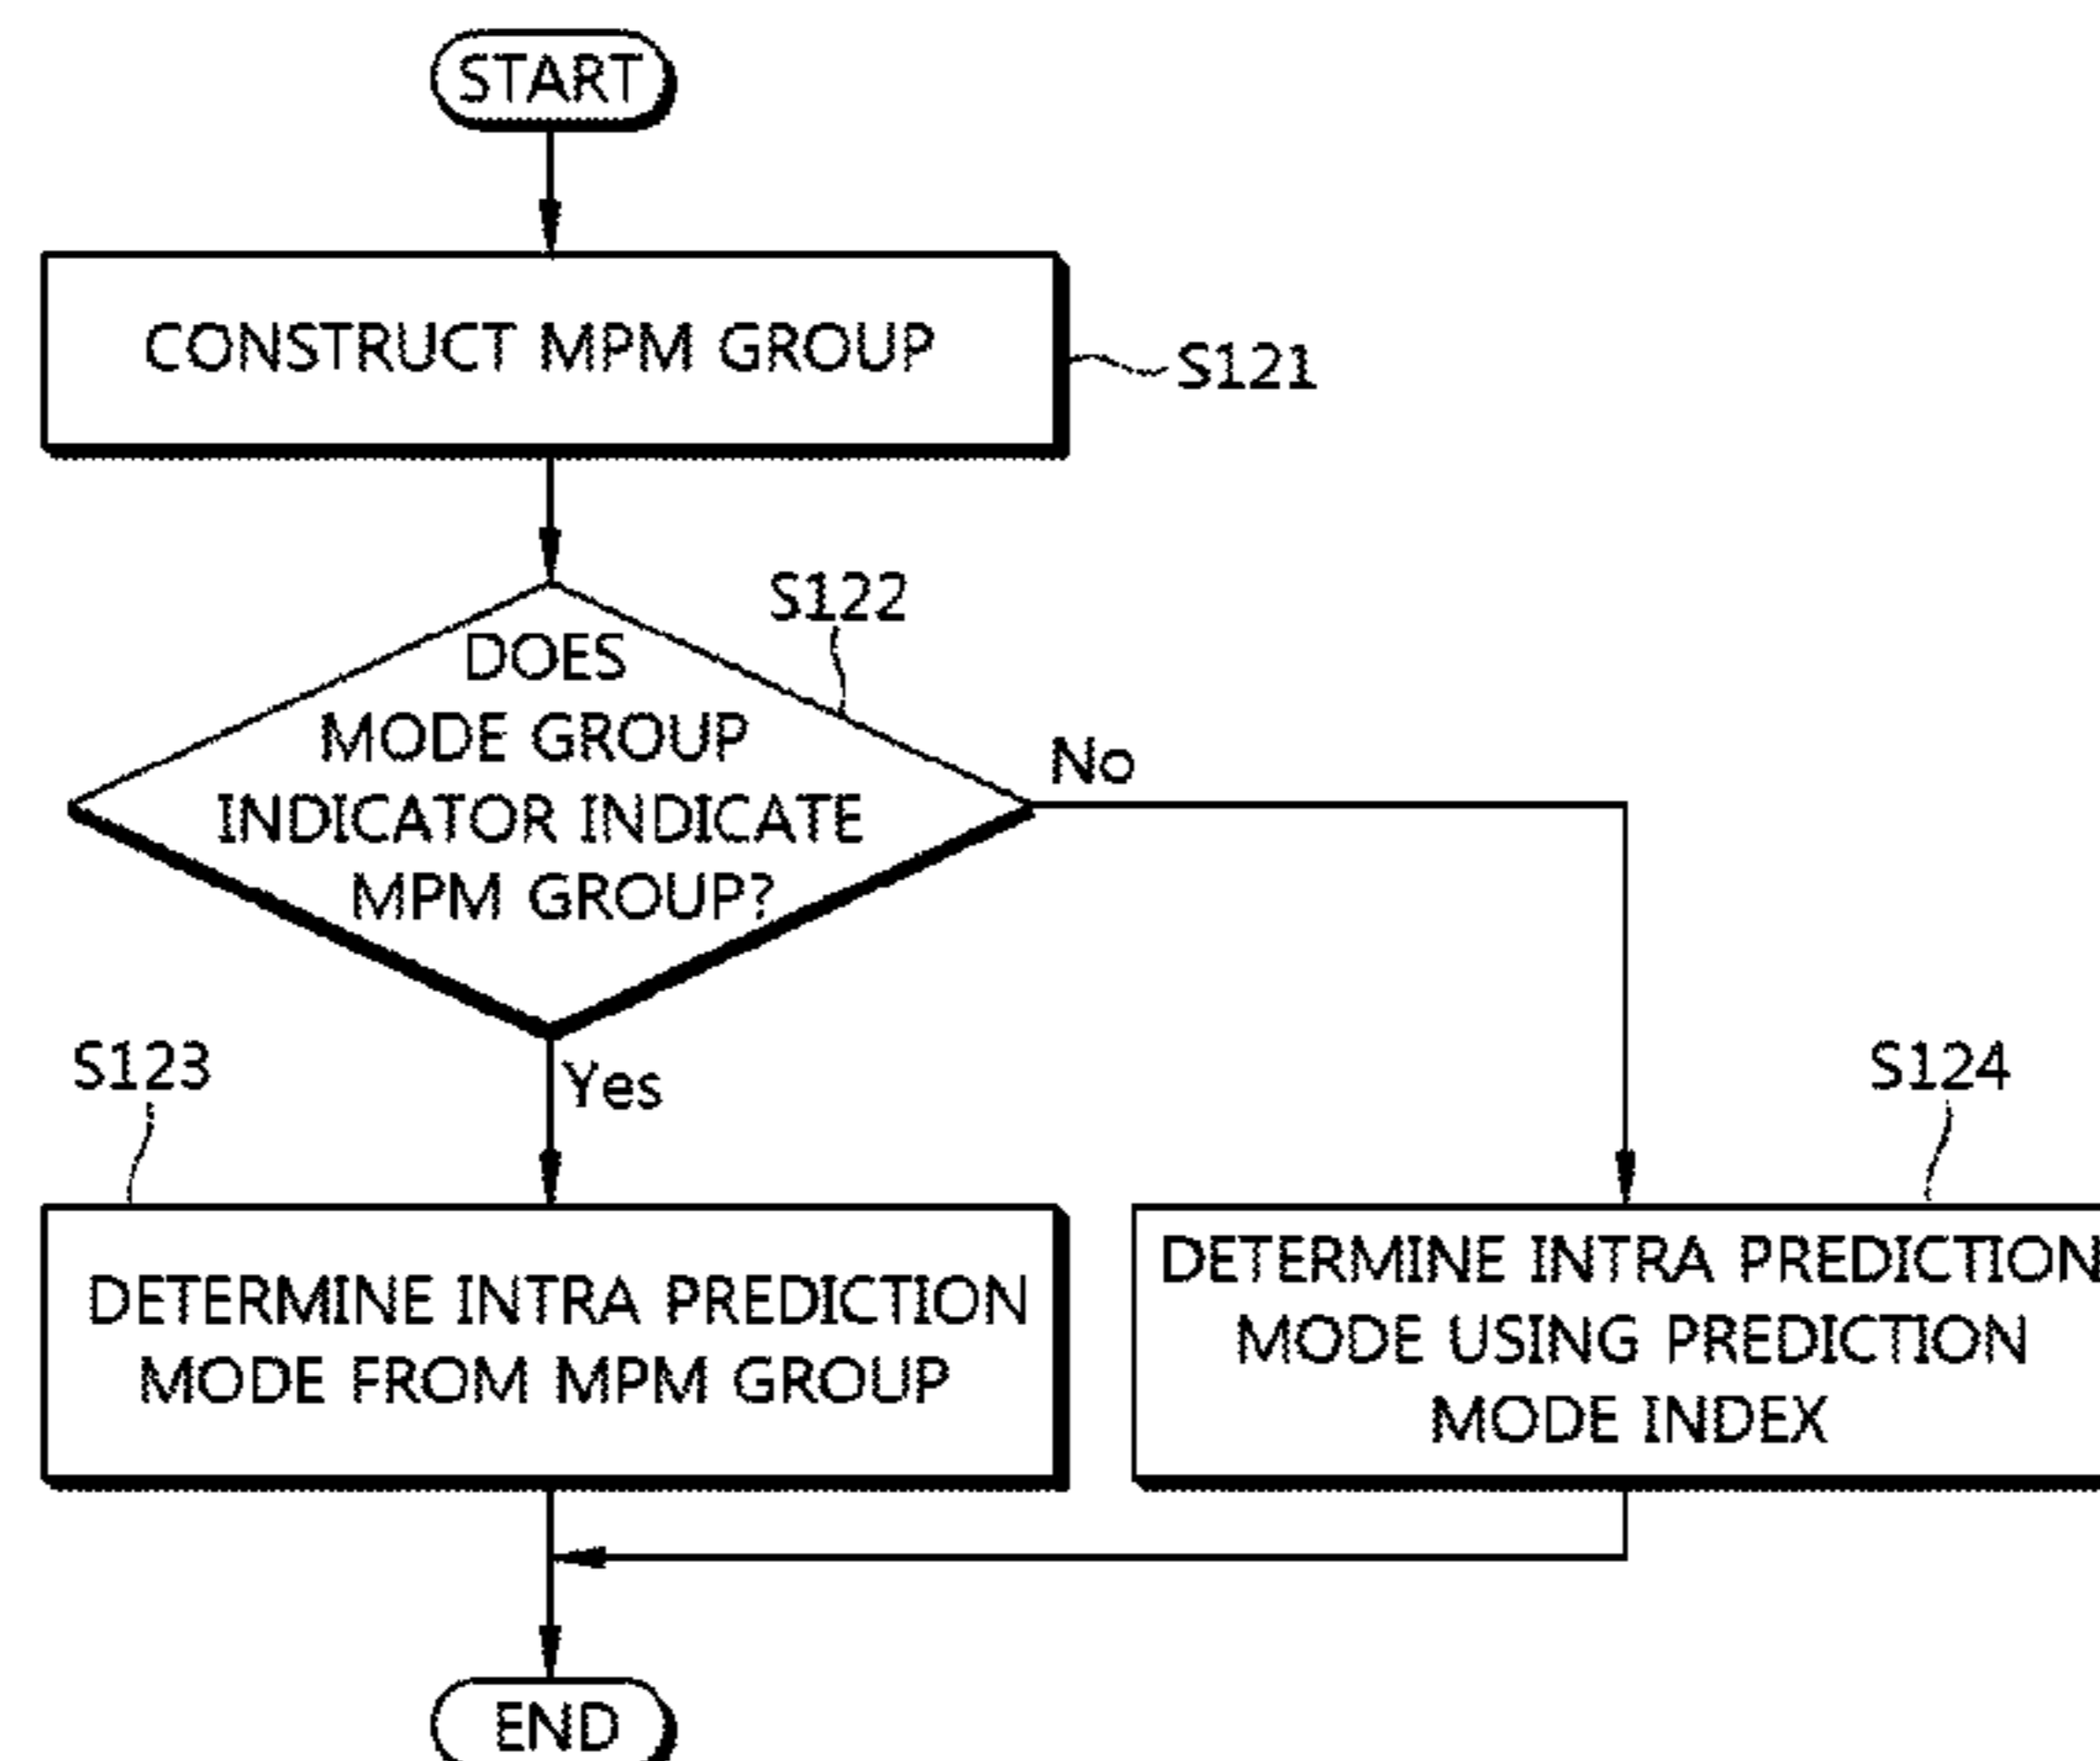 START
CONSTRUCT MPM GROUP
S121
S122
DOES
MODE GROUP
INDICATOR INDICATE
MPM GROUP?
No
Yes
S123
DETERMINE INTRA PREDICTION
MODE FROM MPM GROUP
S124
DETERMINE INTRA PREDICTION
MODE USING PREDICTION
MODE INDEX
END